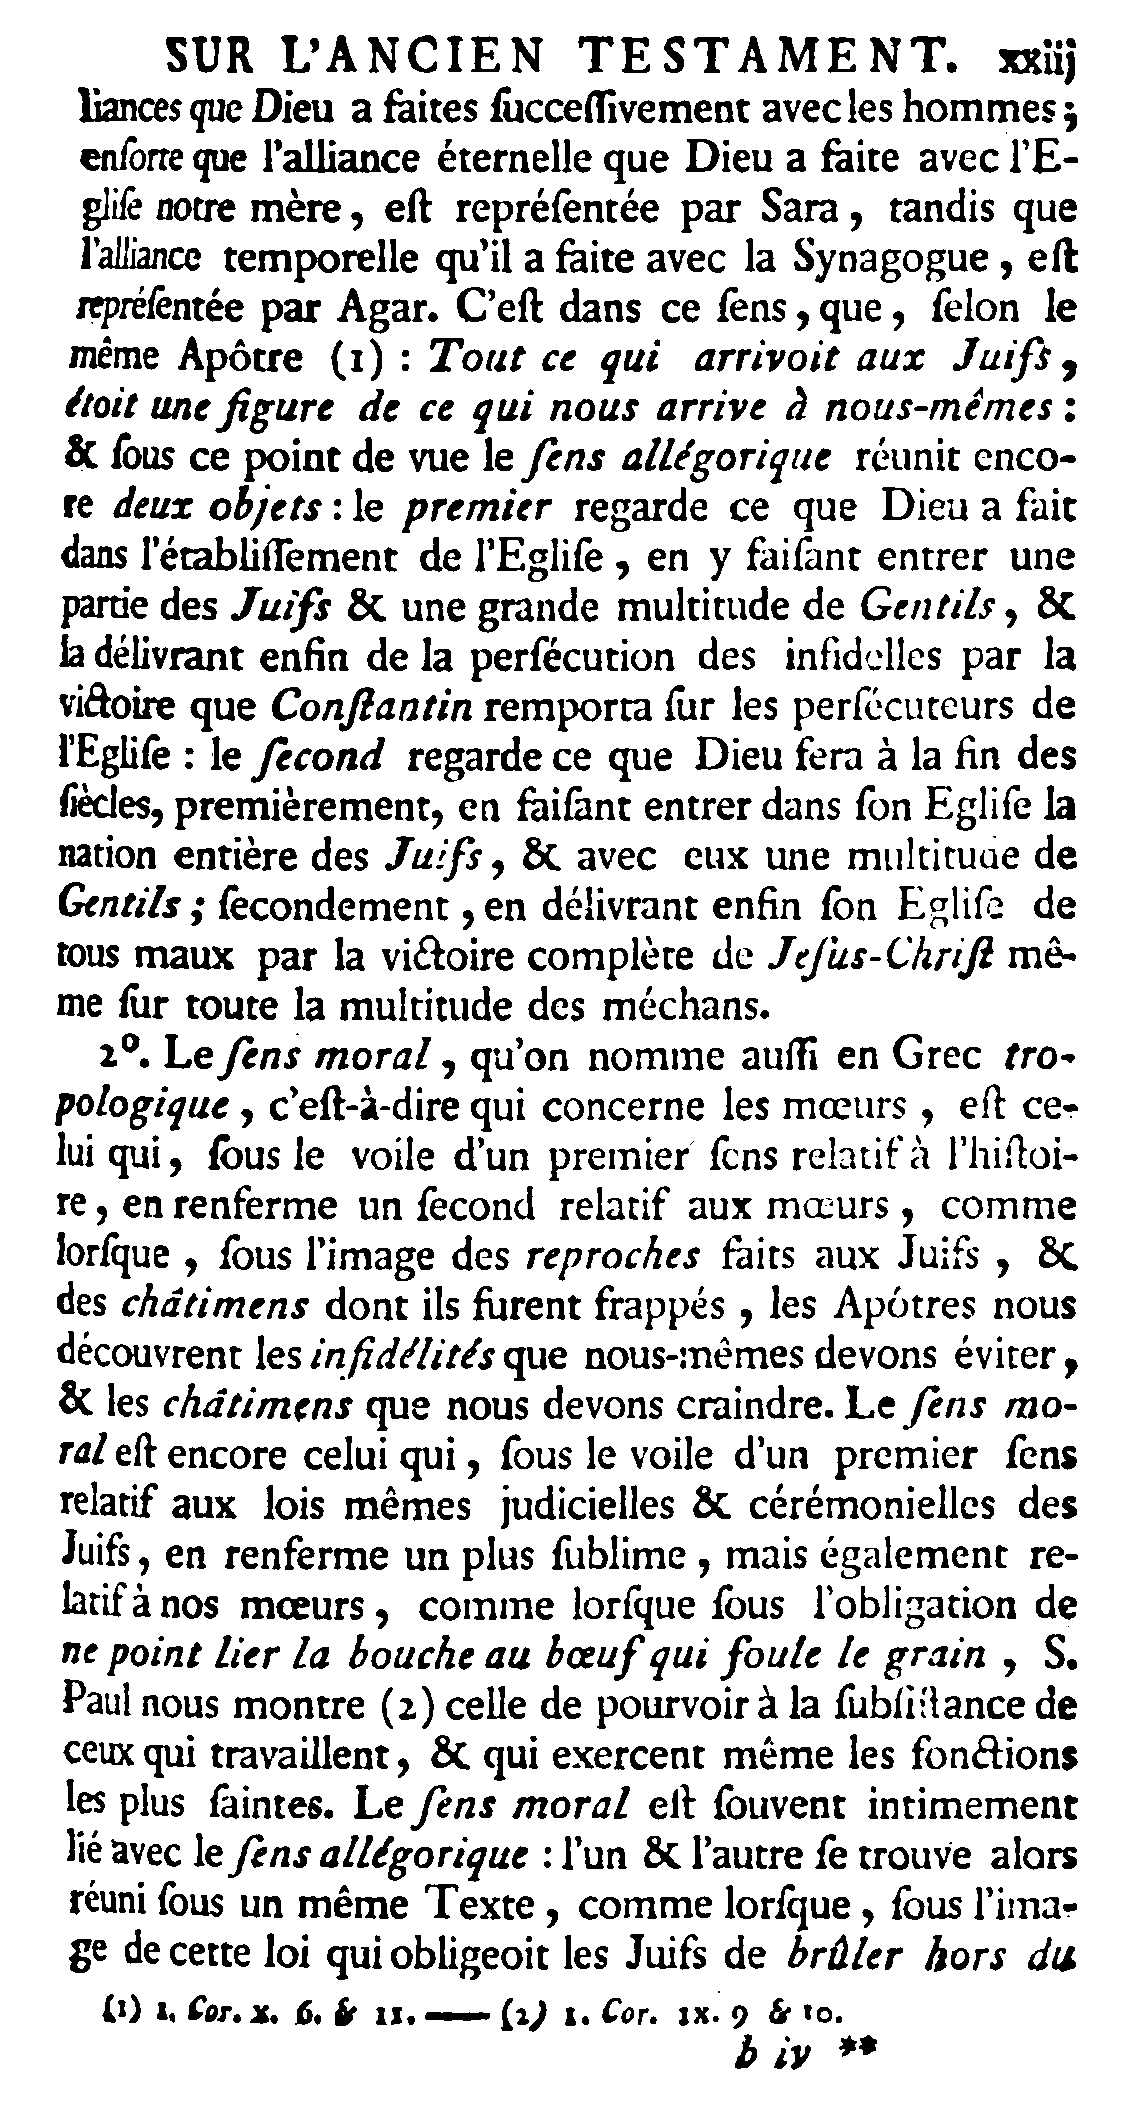 SUR L'ANCIEN TESTAMENT. xxiij
liances que Dieu a faites ſucceſſivement avec les hommes ;
enſorte que l'alliance éternelle que Dieu a faite avec l'E-
gliſe notre mère, eſt repréſentée par Sara, tandis que
l'alliance temporelle qu'il a faite avec la Synagogue, eſt
repréſentée par Agar. C'eſt dans ce ſens, que, ſelon le
même Apôtre (1) : Tout ce qui arrivoit aux Juifs,
étoit une figure de ce qui nous arrive à nous-mêmes :
& ſous ce point de vue le ſens allégorique réunit enco-
re deux objets : le premier regarde ce que Dieu a fait
dans l'établiſſement de l'Egliſe, en y faiſant entrer une
partie des Juifs & une grande multitude de Gentils, &
la délivrant enfin de la perſécution des infidelles par la
victoire que Conſtantin remporta ſur les perſécuteurs de
l'Egliſe : le ſecond regarde ce que Dieu fera à la fin des
ſiècles, premièrement, en faiſant entrer dans ſon Egliſe la
nation entière des Juifs, & avec eux une multitude de
Gentils ; ſecondement, en délivrant enfin ſon Egliſe de
tous maux par la victoire complète de Jeſus-Chriſt mê-
me ſur toute la multitude des méchans.
2º. Le ſens moral, qu'on nomme auſſi en Grec tro-
pologique, c'eſt-à-dire qui concerne les mœurs, eſt ce-
lui qui, ſous le voile d'un premier ſens relatif à l'hiſtoi-
re, en renferme un ſecond relatif aux mœurs, comme
lorſque, ſous l'image des reproches faits aux Juifs, &
des châtimens dont ils furent frappés, les Apôtres nous
découvrent les infidélités que nous-mêmes devons éviter,
& les châtimens que nous devons craindre. Le ſens mo-
ral eſt encore celui qui, ſous le voile d'un premier ſens
relatif aux lois mêmes judicielles & cérémonielles des
Juifs, en renferme un plus ſublime, mais également re-
latif à nos mœurs, comme lorſque ſous l'obligation de
ne point lier la bouche au bœuf qui foule le grain, S.
Paul nous montre (2) celle de pourvoir à la ſubſiſtance de
ceux qui travaillent, & qui exercent même les fonctions
les plus ſaintes. Le ſens moral eſt ſouvent intimement
lié avec le ſens allégorique : l'un & l'autre ſe trouve alors
réuni ſous un même Texte, comme lorſque, ſous l'ima-
ge de cette loi qui obligeoit les Juifs de brûler hors du
(1) 1. Cor. x. 6. & 11. — (2) 1. Cor. ix. 9 & 10.
b iv **